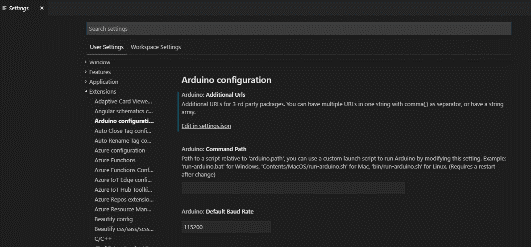 Settings
Search settings
User Settings
Workspace Settings
Window
Features
Application
Extensions
Adaptive Card Viewe...
Angular schematics c...
Arduino configurati...
Auto Close Tag confi...
Auto Rename Tag co...
Azure configuration
Azure Functions
Azure Functions Conf...
Azure IoT Edge confi...
Azure IoT Hub Toolki...
Azure Repos extensio...
Azure Resource Man...
Beautify config
Beautify css/sass/scss...
C/C++
Arduino configuration
Arduino: Additional Urls
Additional URLs for 3-rd party packages. You can have multiple URLs in one string with comma(,) as separator, or have a string
array.
Edit in settings.json
Arduino: Command Path
Path to a script relative to 'arduino.path', you can use a custom launch script to run Arduino by modifying this setting. Example:
'run-arduino.bat' for Windows, 'Contents/MacOS/run-arduino.sh' for Mac, 'bin/run-arduino.sh' for Linux. (Requires a restart
after change)
Arduino: Default Baud Rate
115200